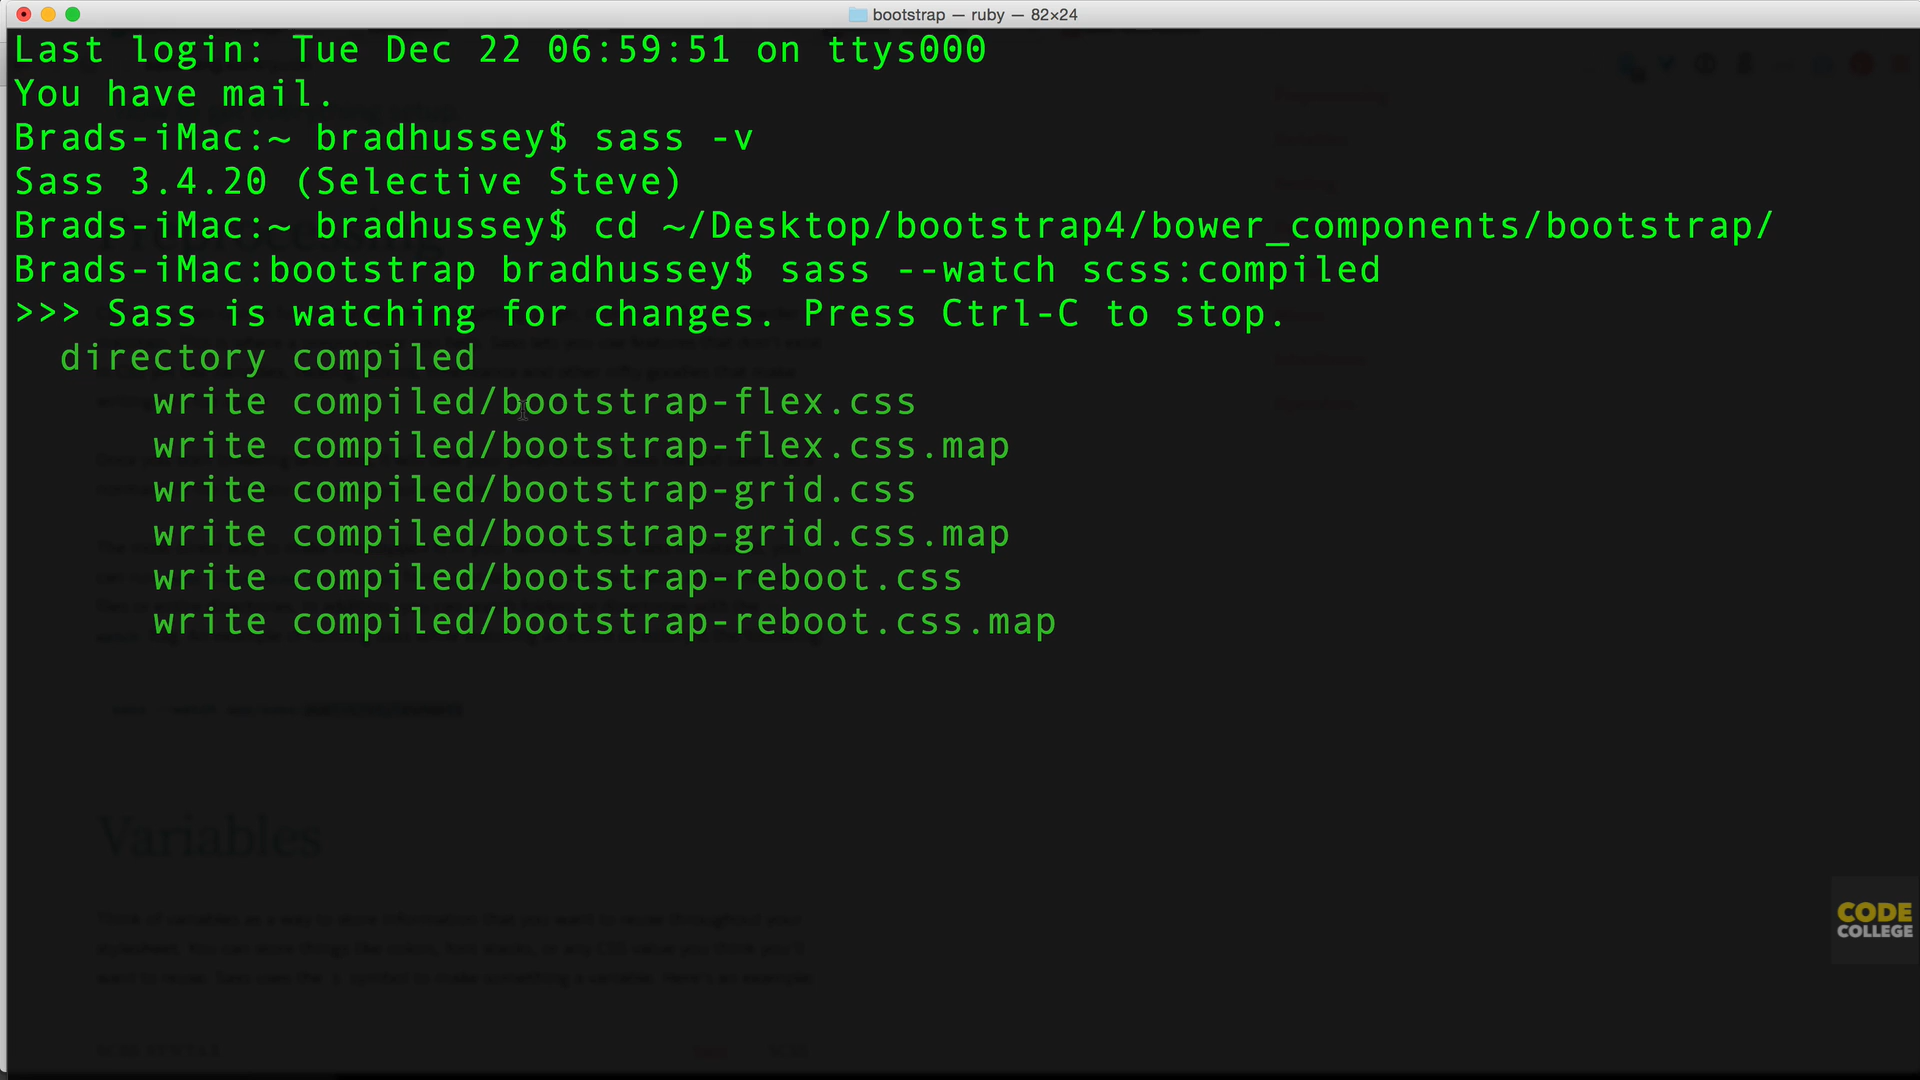 bootstrap — ruby — 82×24
Last login: Tue Dec 22 06:59:51 on ttys000
You have mail.
Brads-iMac:~ bradhussey$ sass -v
Sass 3.4.20 (Selective Steve)
Brads-iMac:~ bradhussey$ cd ~/Desktop/bootstrap4/bower_components/bootstrap/
Brads-iMac:bootstrap bradhussey$ sass --watch scss:compiled
>>> Sass is watching for changes. Press Ctrl-C to stop.
directory compiled
write compiled/bootstrap-flex.css
write compiled/bootstrap-flex.css.map
write compiled/bootstrap-grid.css
write compiled/bootstrap-grid.css.map
write compiled/bootstrap-reboot.css
write compiled/bootstrap-reboot.css.map
Variables
CODE
COLLEGE